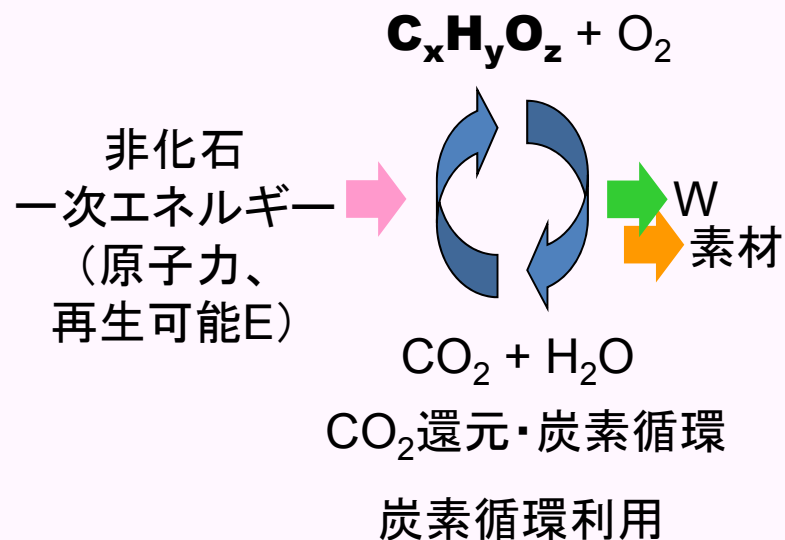 CxHyOz + O2
非化石
一次エネルギー
（原子力、
再生可能E）
W
素材
CO2 + H2O
CO2還元・炭素循環
炭素循環利用